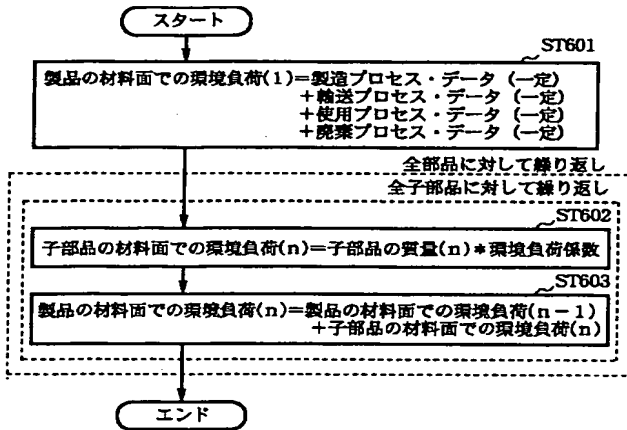 スタート
ST601
製品の材料面での環境負荷(1)=製造プロセス・データ (一定)
+輸送プロセス・データ (一定)
+使用プロセス・データ (一定)
+廃棄プロセス・データ (一定)
全部品に対して繰り返し
全子部品に対して繰り返し
ST602
子部品の材料面での環境負荷(n)=子部品の質量(n)*環境負荷係数
ST603
製品の材料面での環境負荷(n)=製品の材料面での環境負荷(n-1)
+子部品の材料面での環境負荷(n)
エンド